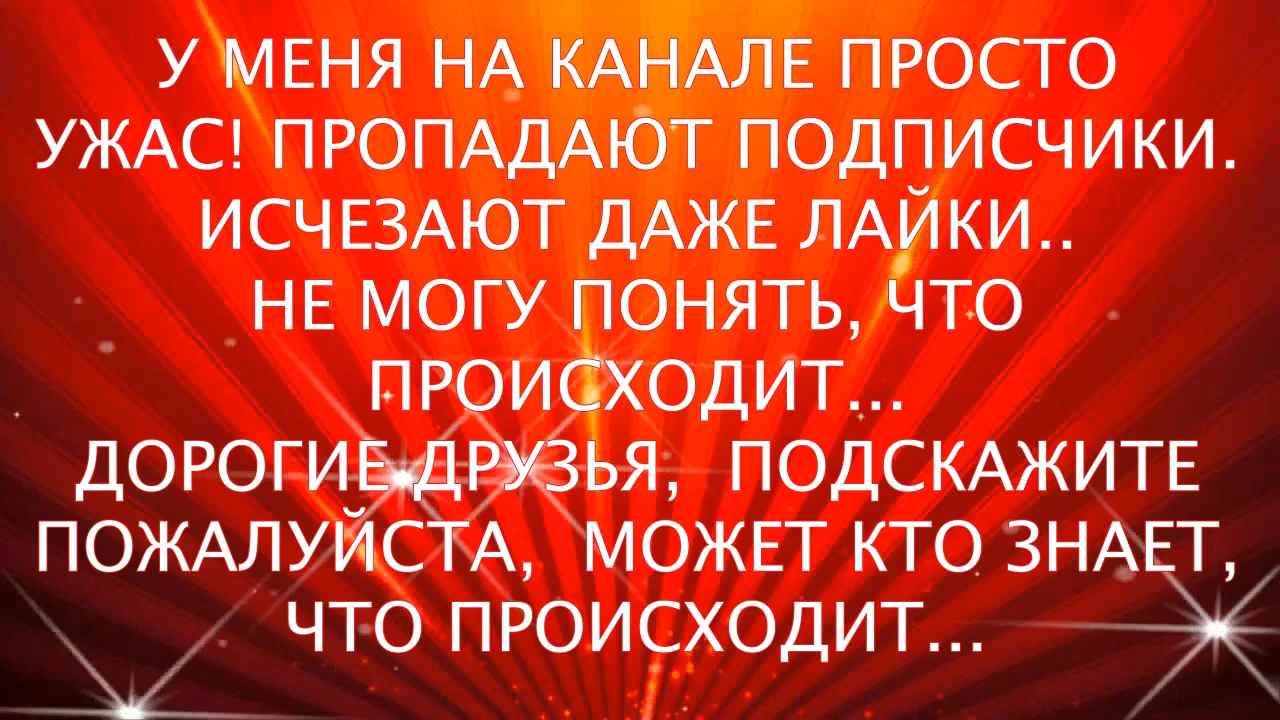 У МЕНЯ НА КАНАЛЕ ПРОСТО
УЖАС! ПРОПАДАЮТ ПОДПИСЧИКИ.
ИСЧЕЗАЮТ ДАЖЕ ЛАЙКИ..
НЕ МОГУ ПОНЯТЬ, ЧТО
ПРОИСХОДИТ...
ДОРОГИЕ ДРУЗЬЯ, ПОДСКАЖИТЕ
ПОЖАЛУЙСТА, МОЖЕТ КТО ЗНАЕТ,
ЧТО ПРОИСХОДИТ...